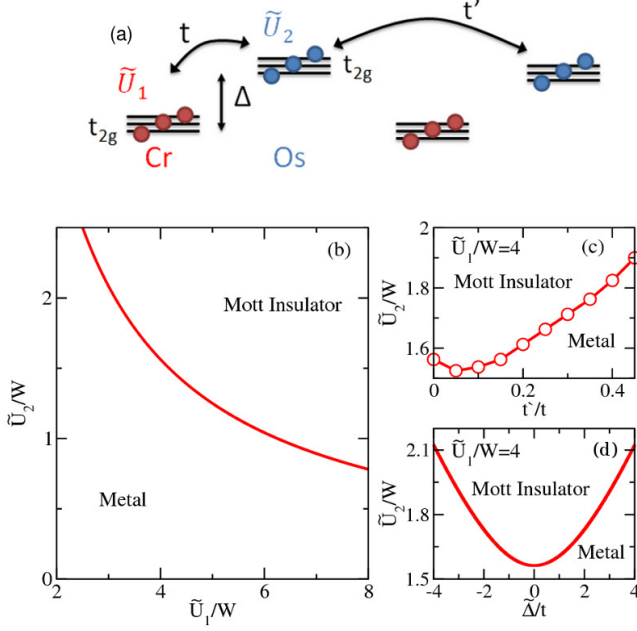 (a)
t
Ũ₂
t'
Ũ₁
Δ
t₂g
t₂g
Cr
Os
(b)
Mott Insulator
Metal
Ũ₂/W
0
1
2
2
4
6
8
Ũ₁/W
Ũ₁/W=4
(c)
Mott Insulator
Metal
Ũ₂/W
2
1.8
1.6
0
0.2
0.4
t`/t
Ũ₁/W=4
(d)
Mott Insulator
Metal
Ũ₂/W
2.1
1.8
1.5
-4
-2
0
2
4
Δ̃/t